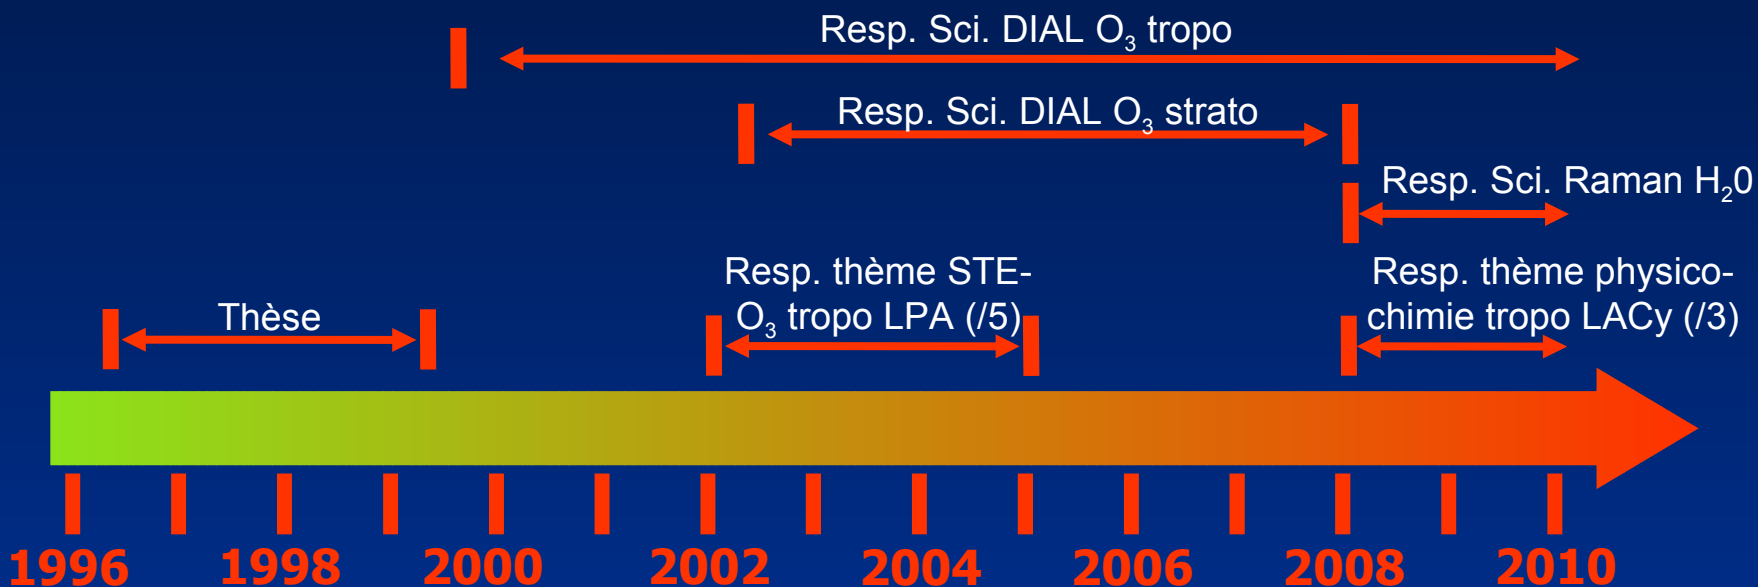 Resp. Sci. DIAL O₃ tropo
Resp. Sci. DIAL O₃ strato
Resp. Sci. Raman H₂0
Thèse
Resp. thème STE-
O₃ tropo LPA (/5)
Resp. thème physico-
chimie tropo LACy (/3)
1996 1998 2000 2002 2004 2006 2008 2010